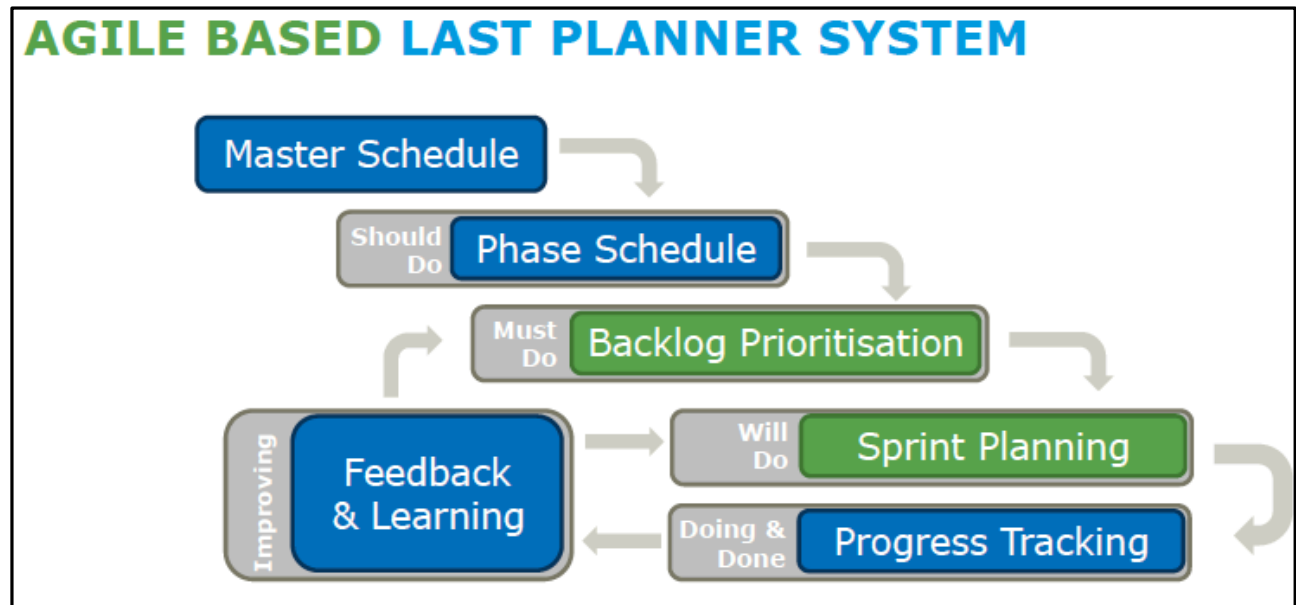 AGILE BASED LAST PLANNER SYSTEM
Master Schedule
Should
Do
Phase Schedule
Must
Do
Backlog Prioritisation
Improving
Feedback
& Learning
Will
Do
Sprint Planning
Doing &
Done
Progress Tracking